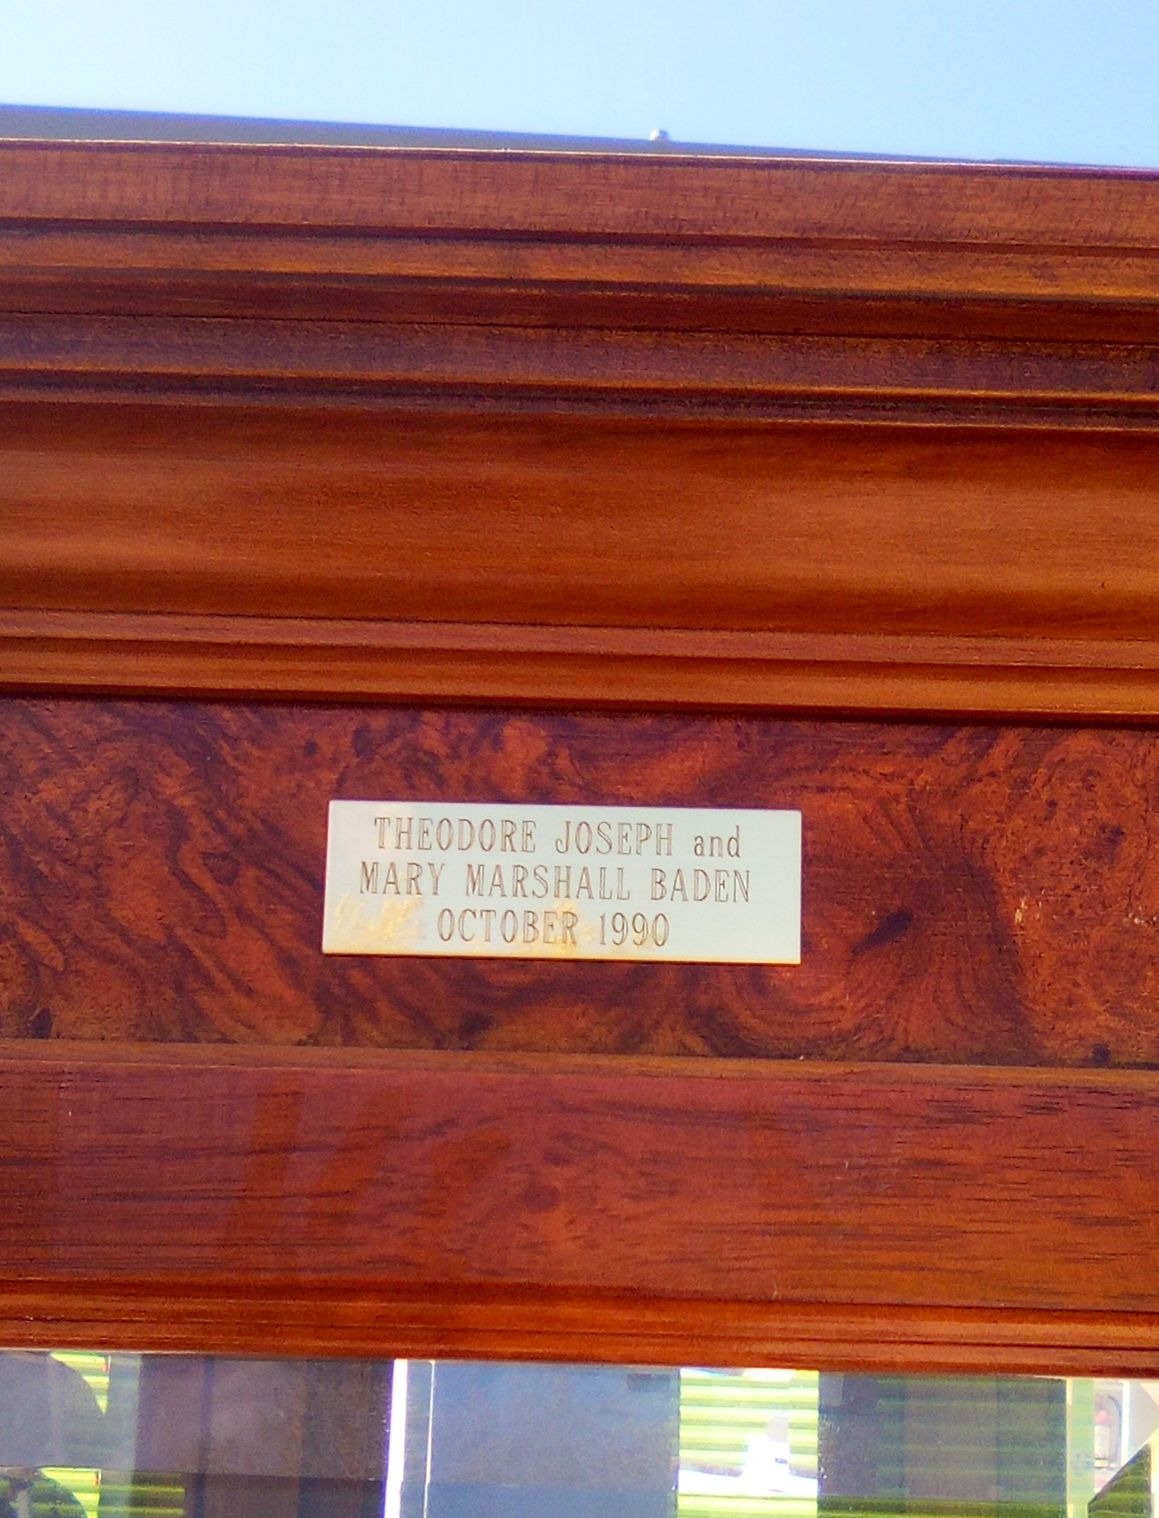 THEODORE JOSEPH and
MARY MARSHALL BADEN
OCTOBER 1990